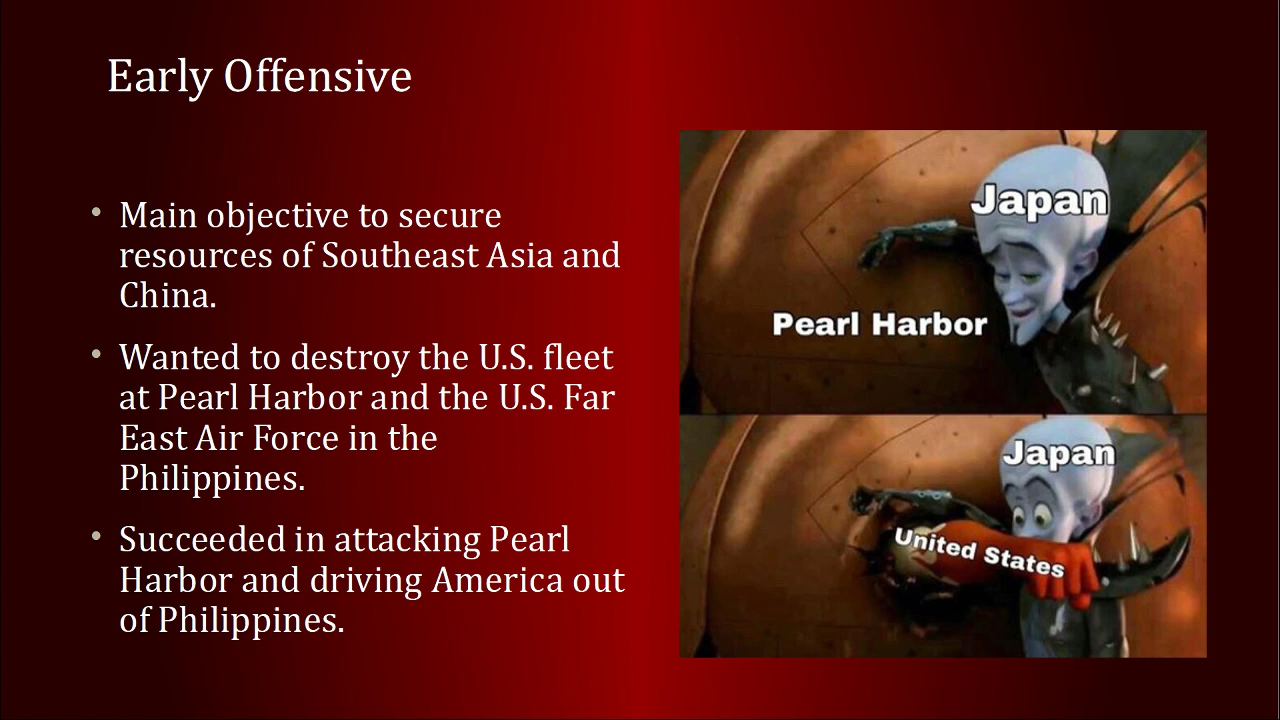 Early Offensive
• Main objective to secure
resources of Southeast Asia and
China.
• Wanted to destroy the U.S. fleet
at Pearl Harbor and the U.S. Far
East Air Force in the
Philippines.
• Succeeded in attacking Pearl
Harbor and driving America out
of Philippines.
Japan
Pearl Harbor
Japan
United States